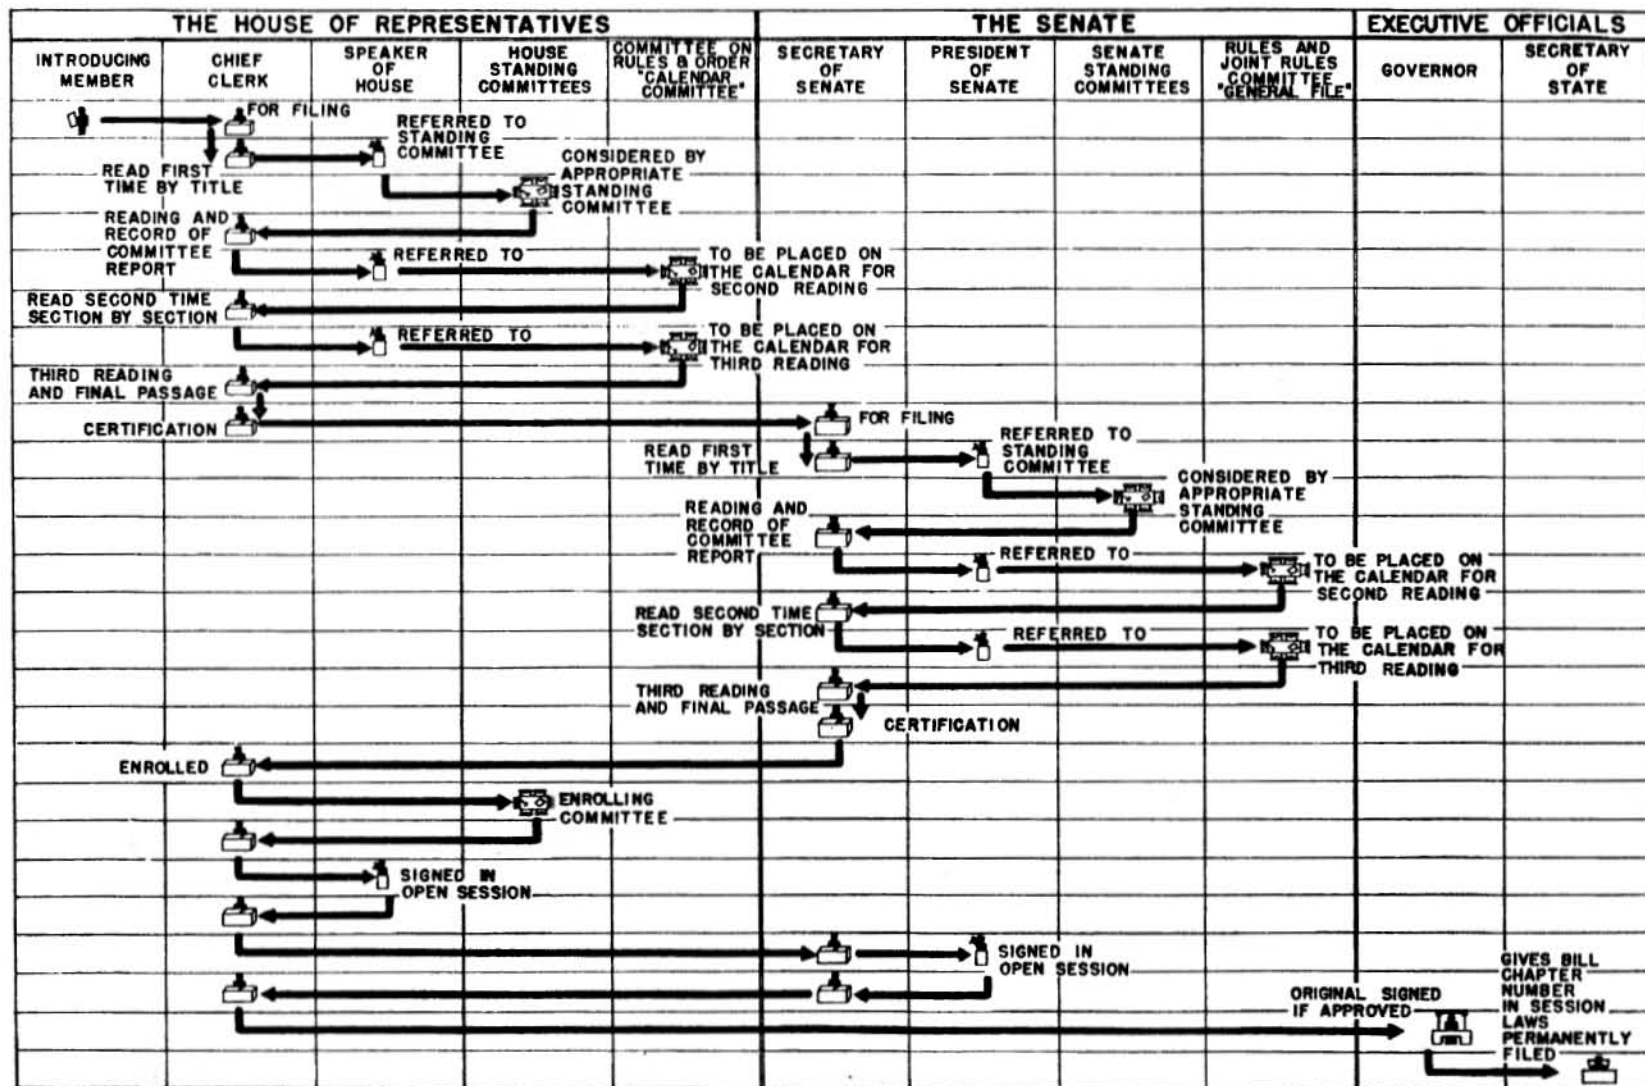 THE HOUSE OF REPRESENTATIVES
THE SENATE
EXECUTIVE OFFICIALS
INTRODUCING
MEMBER
CHIEF
CLERK
SPEAKER
OF
HOUSE
HOUSE
STANDING
COMMITTEES
COMMITTEE ON
RULES & ORDER
"CALENDAR
COMMITTEE"
SECRETARY
OF
SENATE
PRESIDENT
OF
SENATE
SENATE
STANDING
COMMITTEES
RULES AND
JOINT RULES
COMMITTEE
"GENERAL FILE"
GOVERNOR
SECRETARY
OF
STATE
FOR FILING
READ FIRST
TIME BY TITLE
REFERRED TO
STANDING
COMMITTEE
CONSIDERED BY
APPROPRIATE
STANDING
COMMITTEE
READING AND
RECORD OF
COMMITTEE
REPORT
REFERRED TO
TO BE PLACED ON
THE CALENDAR FOR
SECOND READING
READ SECOND TIME
SECTION BY SECTION
REFERRED TO
TO BE PLACED ON
THE CALENDAR FOR
THIRD READING
THIRD READING
AND FINAL PASSAGE
CERTIFICATION
FOR FILING
READ FIRST
TIME BY TITLE
REFERRED TO
STANDING
COMMITTEE
CONSIDERED BY
APPROPRIATE
STANDING
COMMITTEE
READING AND
RECORD OF
COMMITTEE
REPORT
REFERRED TO
TO BE PLACED ON
THE CALENDAR FOR
SECOND READING
READ SECOND TIME
SECTION BY SECTION
REFERRED TO
TO BE PLACED ON
THE CALENDAR FOR
THIRD READING
THIRD READING
AND FINAL PASSAGE
CERTIFICATION
ENROLLED
ENROLLING
COMMITTEE
SIGNED IN
OPEN SESSION
SIGNED IN
OPEN SESSION
ORIGINAL SIGNED
IF APPROVED
GIVES BILL
CHAPTER
NUMBER
IN SESSION
LAWS
PERMANENTLY
FILED